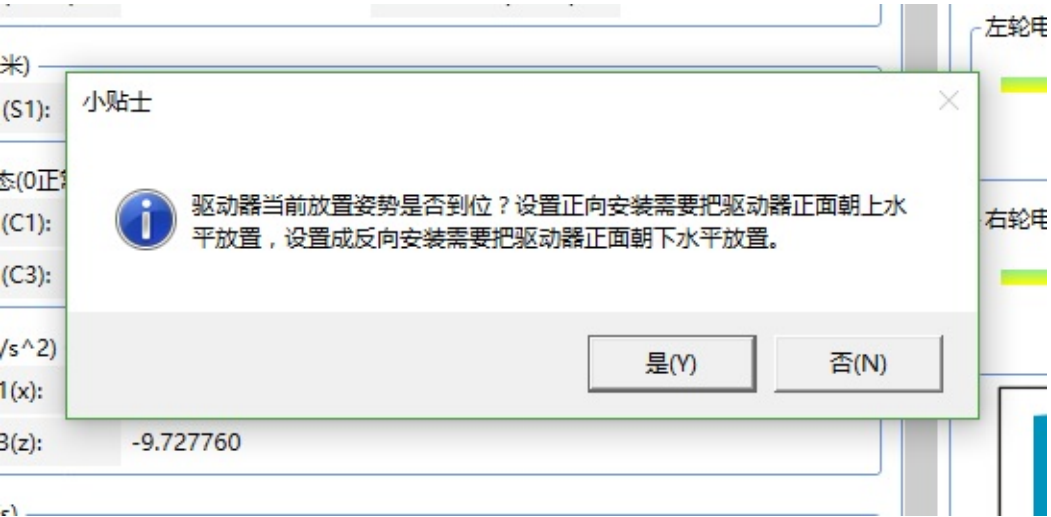 左轮电
米)
(S1):
小贴士
态(0正常
(C1):
驱动器当前放置姿势是否到位？设置正向安装需要把驱动器正面朝上水
平放置，设置成反向安装需要把驱动器正面朝下水平放置。
右轮电
(C3):
/s^2)
是(Y)
否(N)
1(x):
3(z):
-9.727760
s)